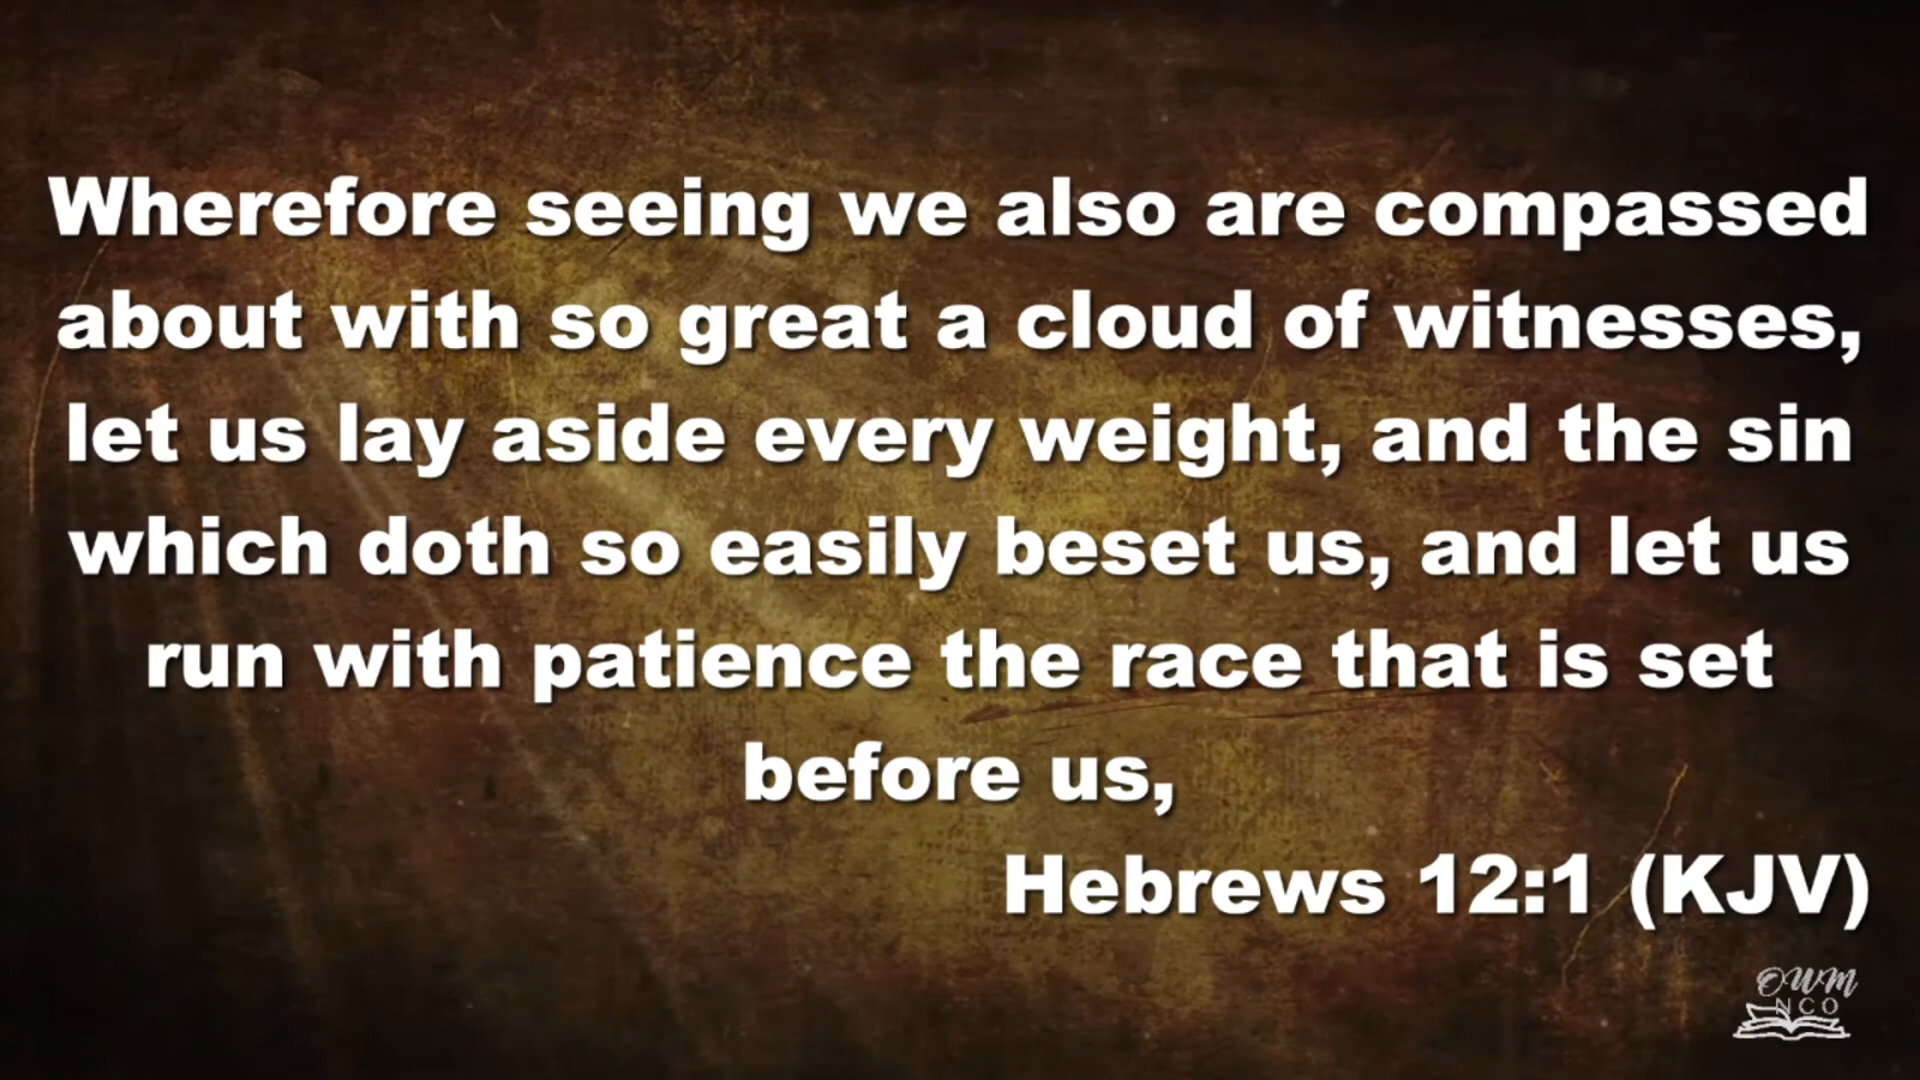 Wherefore seeing we also are compassed
about with so great a cloud of witnesses,
let us lay aside every weight, and the sin
which doth so easily beset us, and let us
run with patience the race that is set
before us,
Hebrews 12:1 (KJV)
OWM
NCO